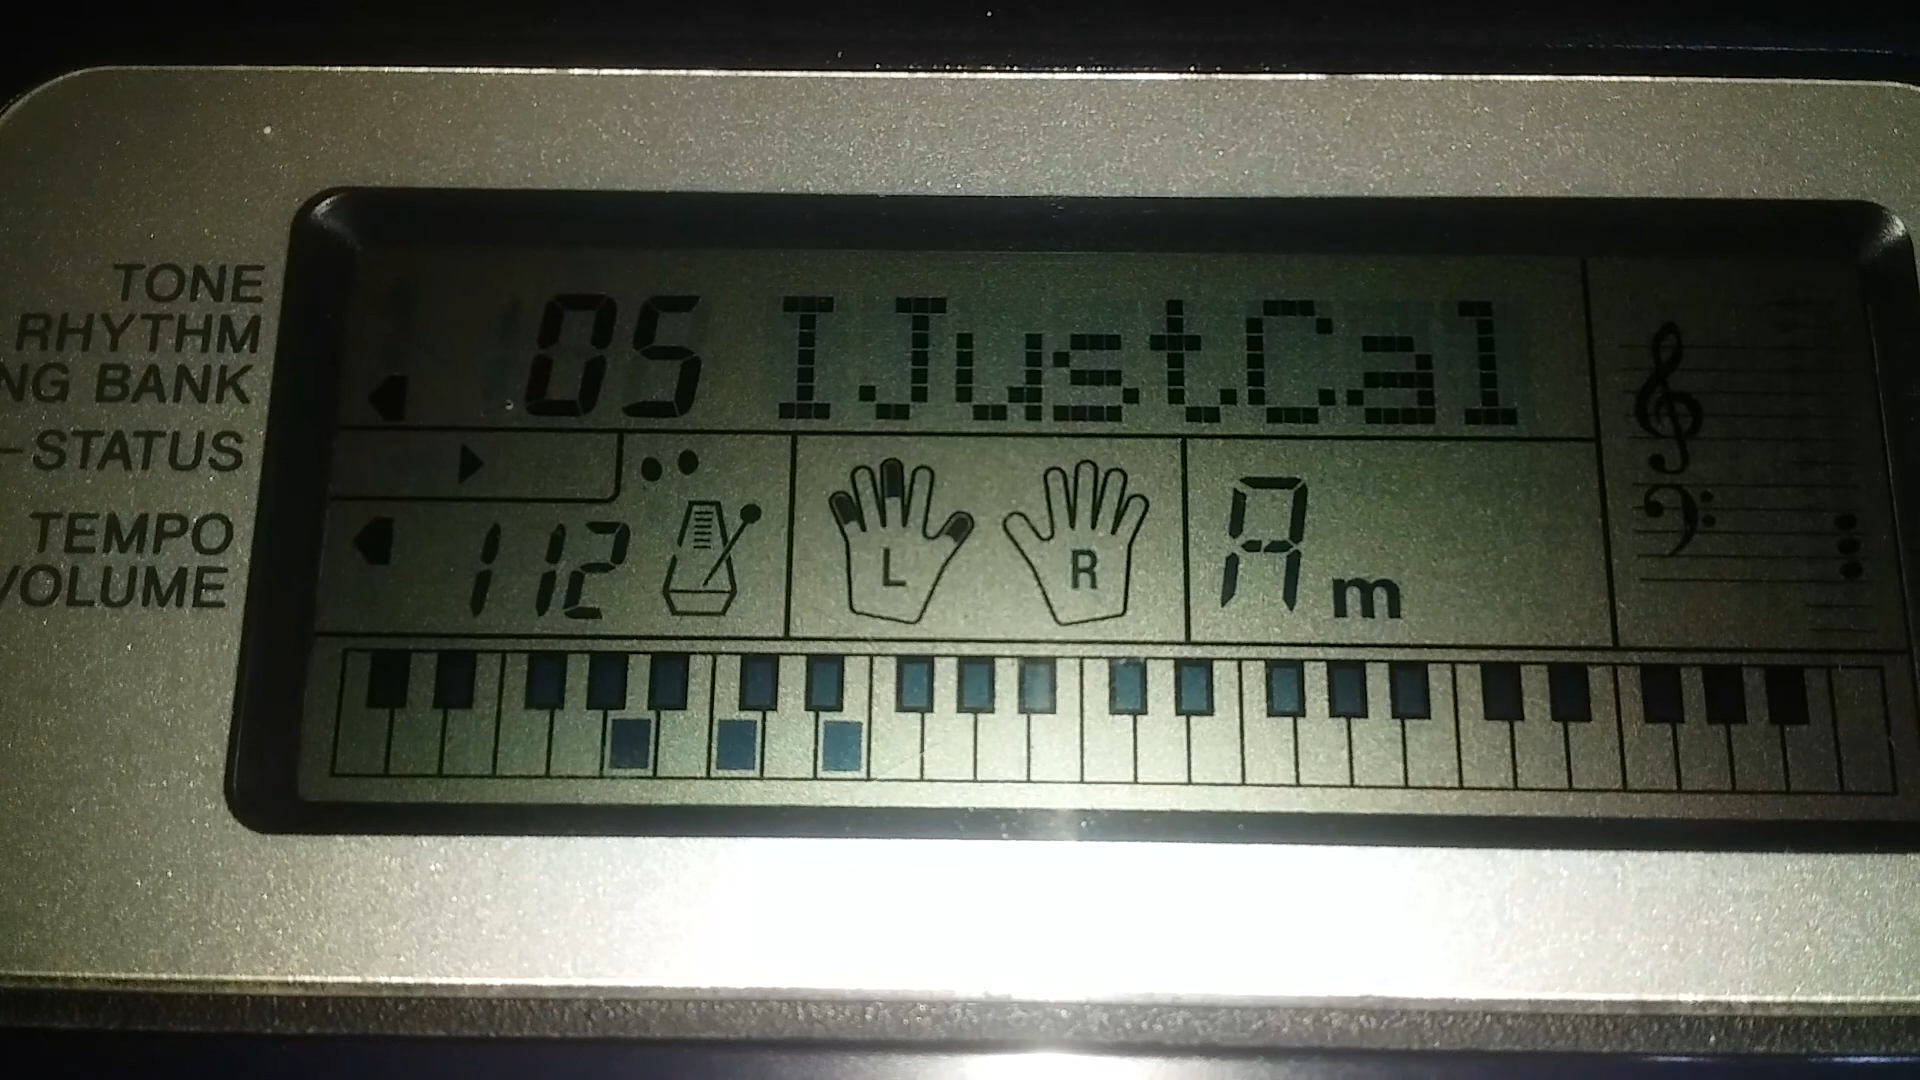 TONE
RHYTHM
NG BANK
STATUS
TEMPO
VOLUME
05 IJustCal
112
L
R
Am